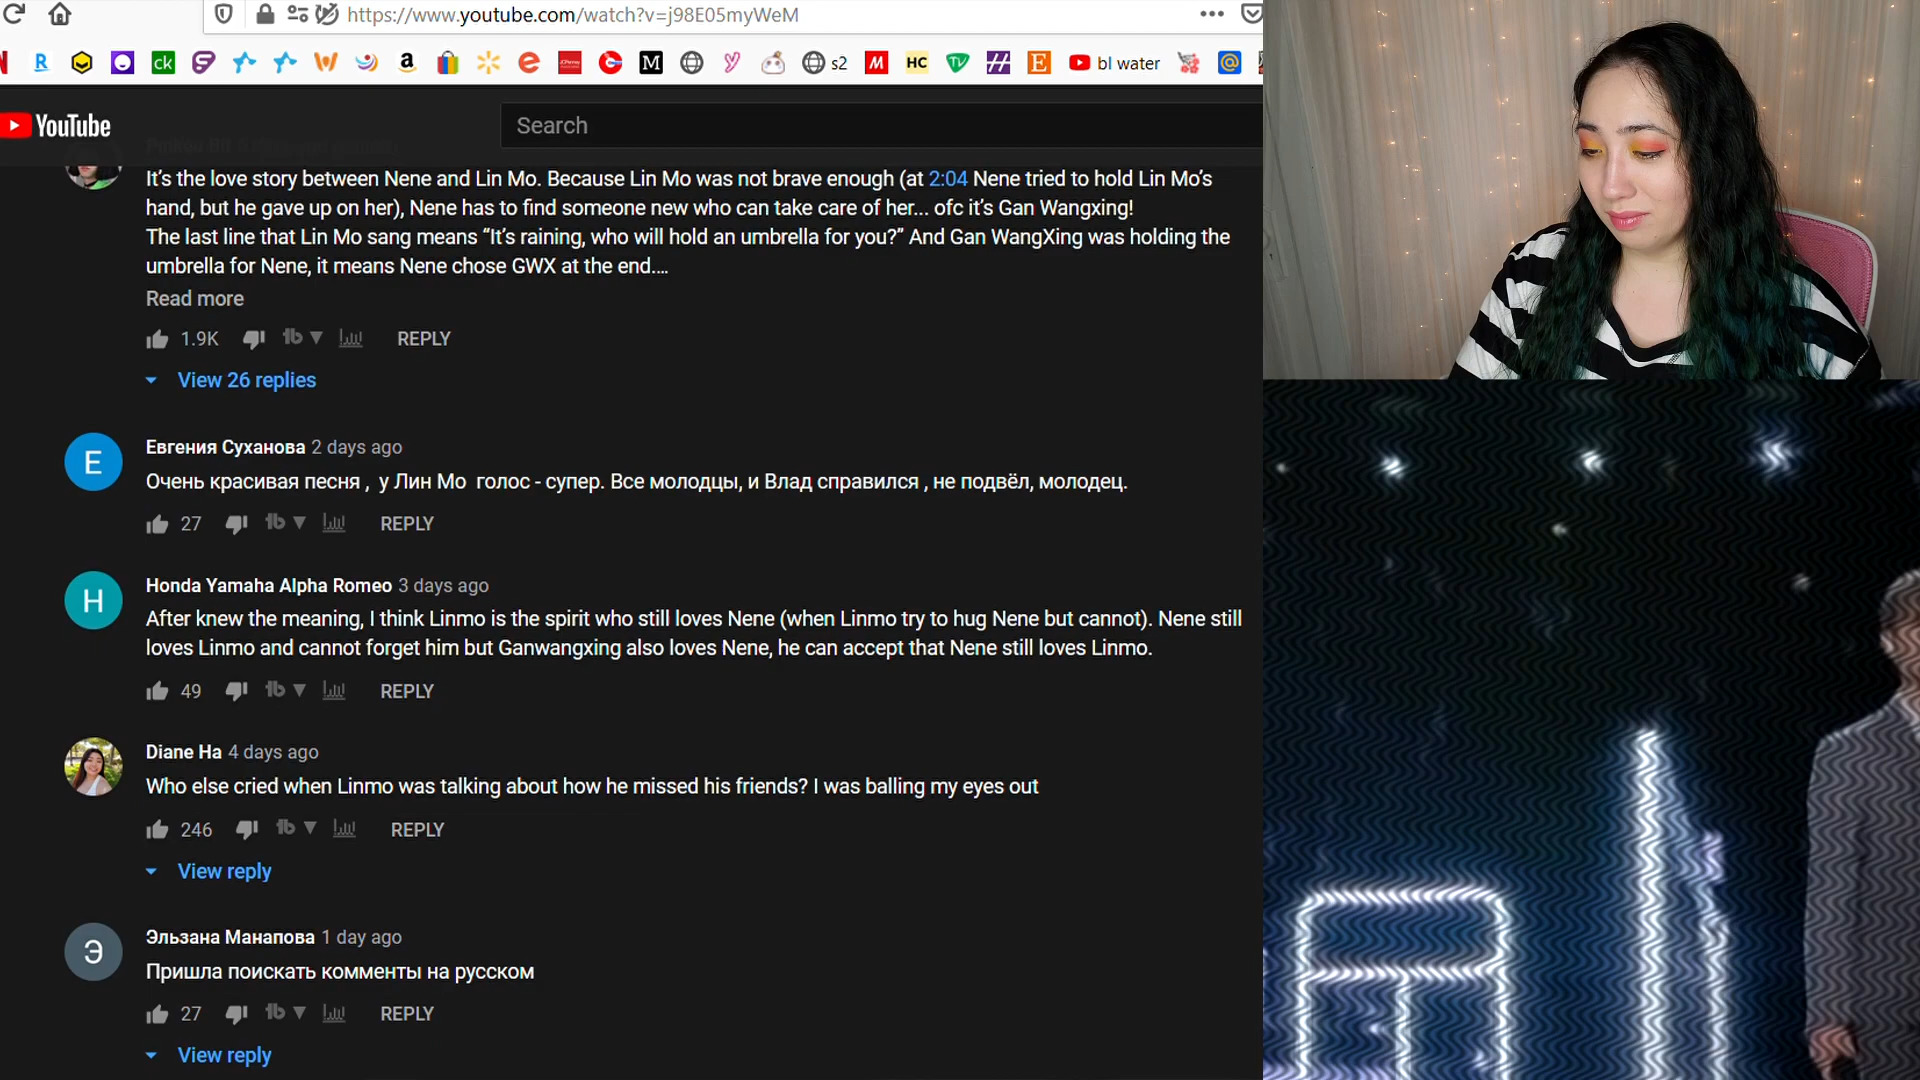 https://www.youtube.com/watch?v=j98E05myWeM
s2
HC
bl water
YouTube
Search
It’s the love story between Nene and Lin Mo. Because Lin Mo was not brave enough (at 2:04 Nene tried to hold Lin Mo’s
hand, but he gave up on her), Nene has to find someone new who can take care of her... ofc it’s Gan Wangxing!
The last line that Lin Mo sang means “It’s raining, who will hold an umbrella for you?” And Gan WangXing was holding the
umbrella for Nene, it means Nene chose GWX at the end....
Read more
1.9K REPLY
View 26 replies
Евгения Суханова 2 days ago
Очень красивая песня , у Лин Мо голос - супер. Все молодцы, и Влад справился , не подвёл, молодец.
27 REPLY
Honda Yamaha Alpha Romeo 3 days ago
After knew the meaning, I think Linmo is the spirit who still loves Nene (when Linmo try to hug Nene but cannot). Nene still
loves Linmo and cannot forget him but Ganwangxing also loves Nene, he can accept that Nene still loves Linmo.
49 REPLY
Diane Ha 4 days ago
Who else cried when Linmo was talking about how he missed his friends? I was balling my eyes out
246 REPLY
View reply
Эльзана Манапова 1 day ago
Пришла поискать комменты на русском
27 REPLY
View reply